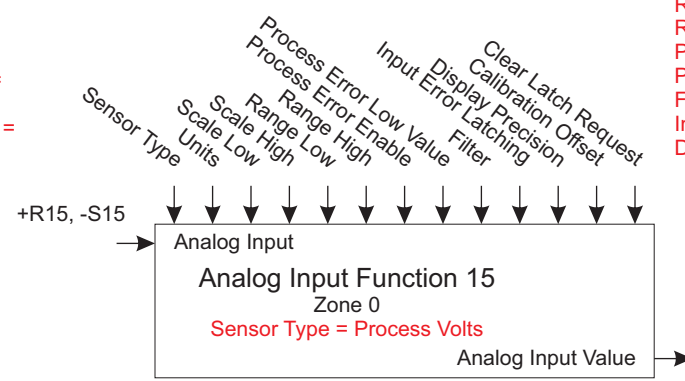 =
=
Sensor Type
Units
Scale Low
Scale High
Range Low
Range High
Process Error Enable
Process Error Low Value
Filter
Input Error Latching
Display Precision
Calibration Offset
Clear Latch Request
R
R
P
P
F
In
D
+R15, -S15
Analog Input
Analog Input Function 15
Zone 0
Sensor Type = Process Volts
Analog Input Value